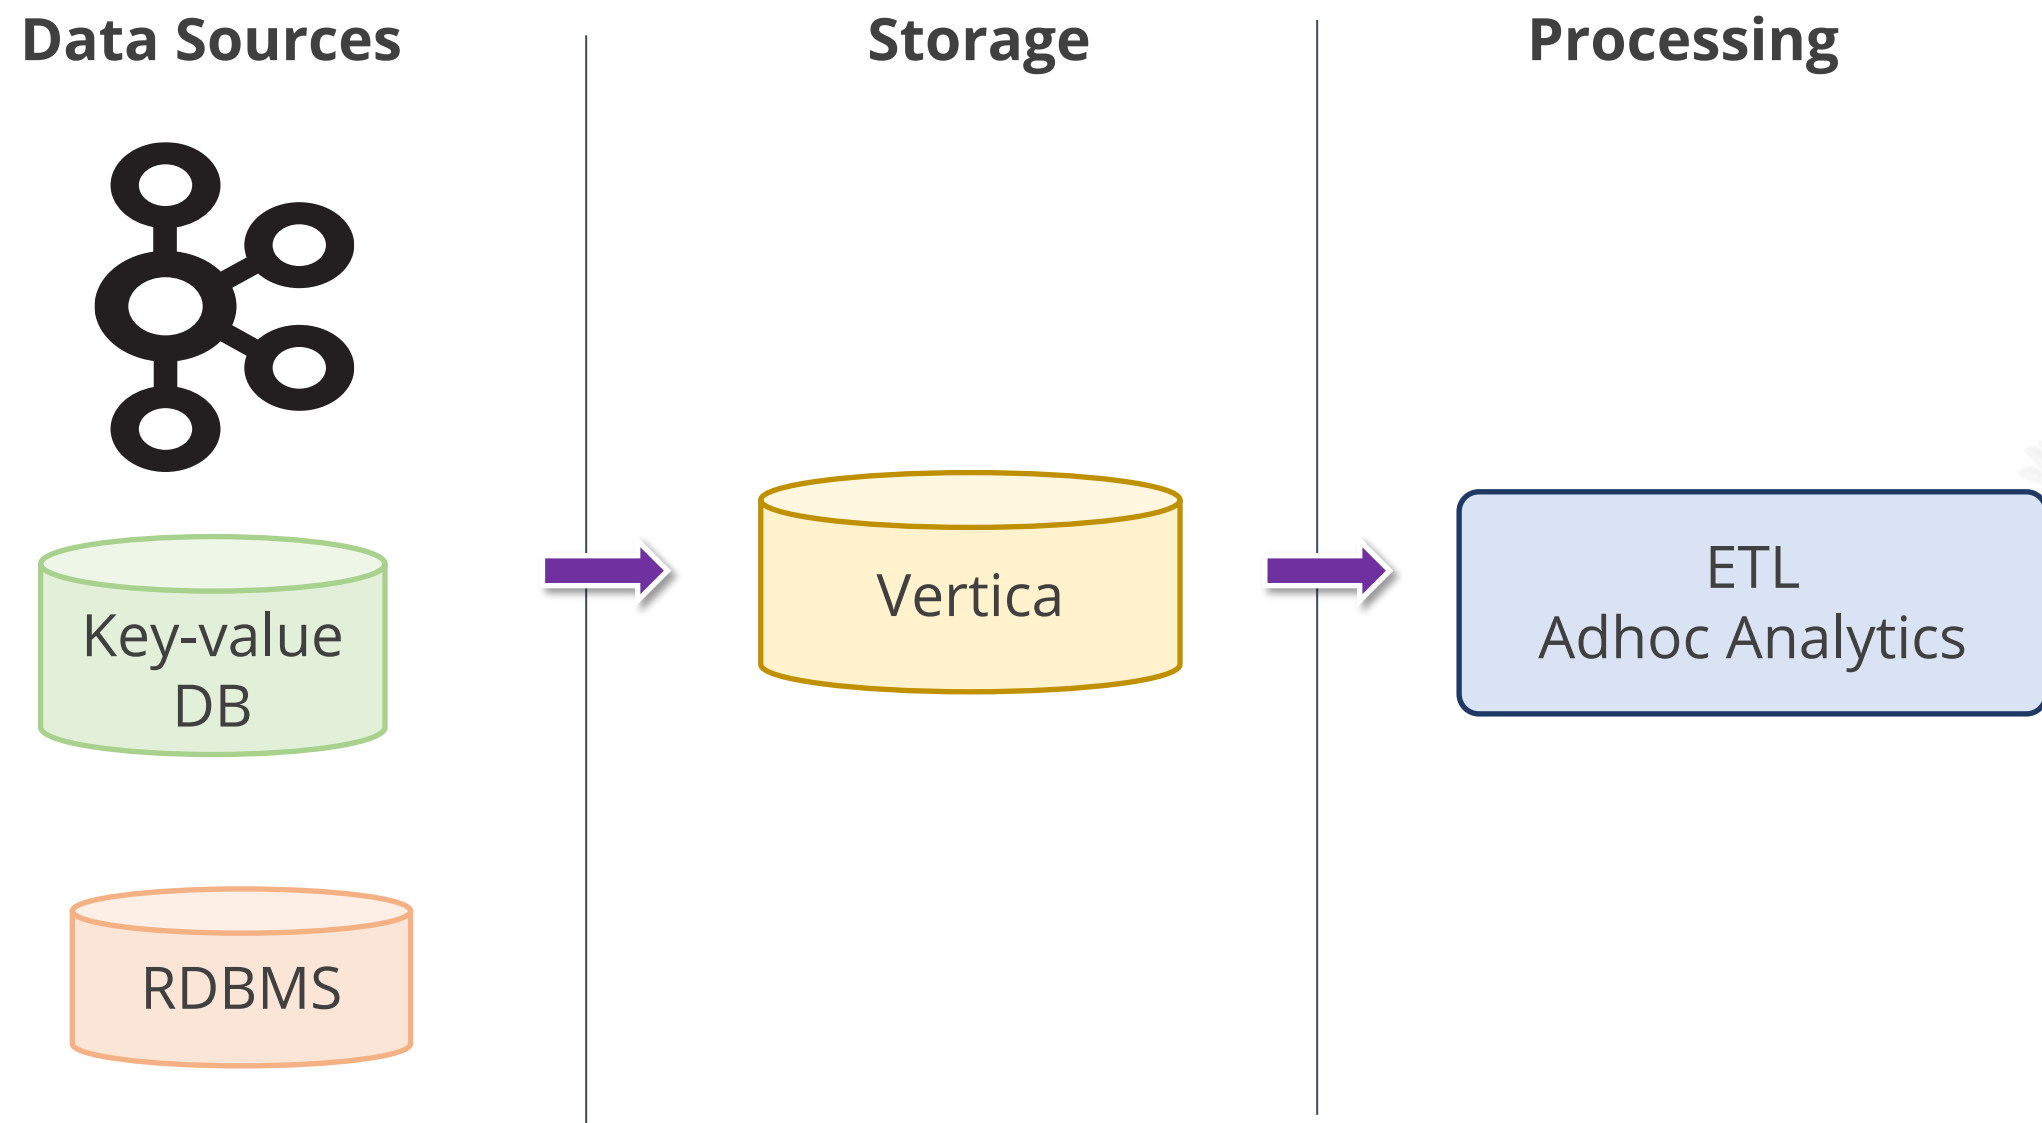 Data Sources
Storage
Processing
Key-value
DB
RDBMS
Vertica
ETL
Adhoc Analytics